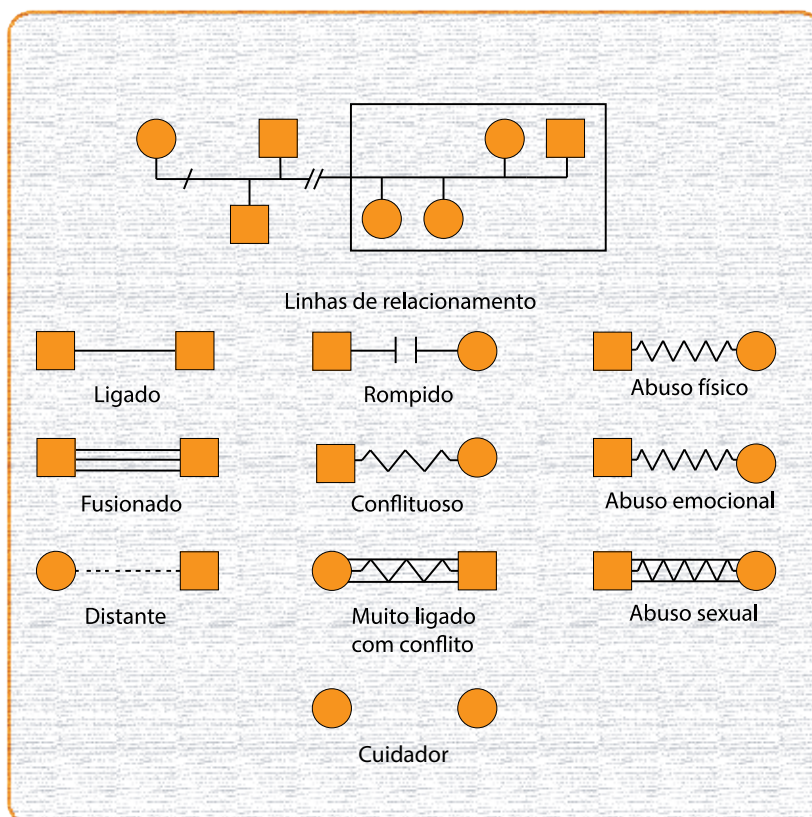 Linhas de relacionamento
Ligado
Rompido
Abuso físico
Fusionado
Conflituoso
Abuso emocional
Distante
Muito ligado
com conflito
Abuso sexual
Cuidador